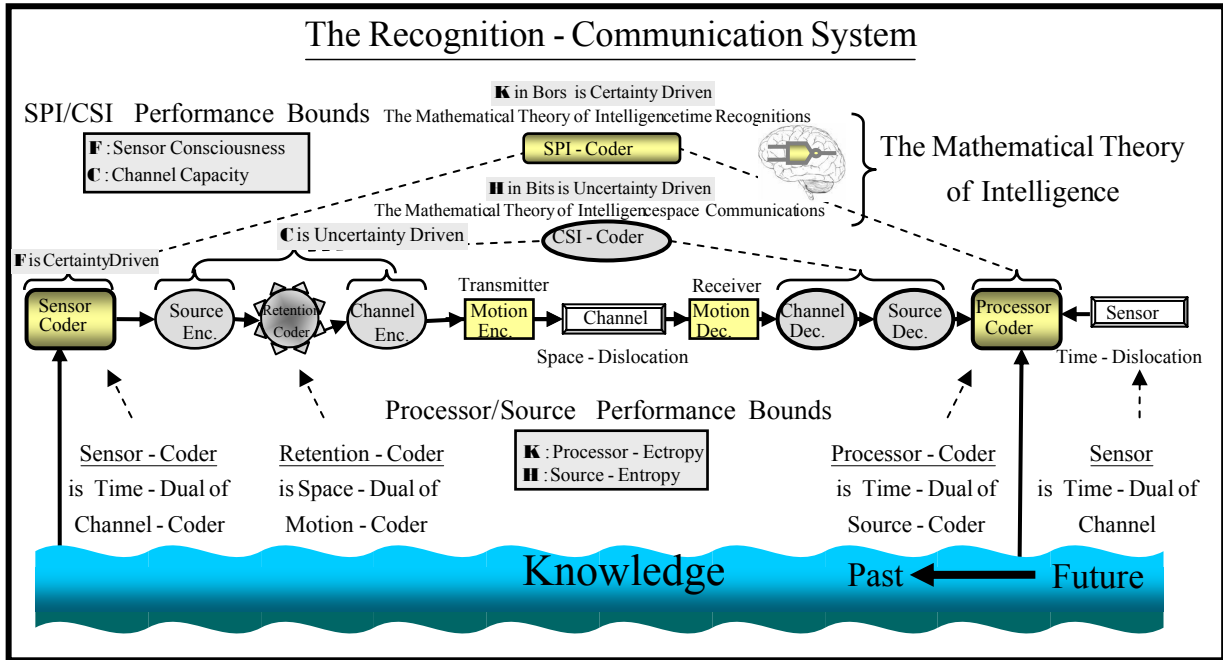 The Recognition - Communication System
K in Bors is Certainty Driven
SPI/CSI Performance Bounds
The Mathematical Theory of Intelligencetime Recognitions
F : Sensor Consciousness
C : Channel Capacity
SPI - Coder
The Mathematical Theory
of Intelligence
H in Bits is Uncertainty Driven
The Mathematical Theory of Intelligencespace Communications
C is Uncertainty Driven
CSI - Coder
F is CertaintyDriven
Sensor
Coder
Source
Enc.
Retention
Coder
Channel
Enc.
Transmitter
Motion
Enc.
Channel
Space - Dislocation
Receiver
Motion
Dec.
Channel
Dec.
Source
Dec.
Processor
Coder
Sensor
Time - Dislocation
Processor/Source Performance Bounds
K : Processor - Ectropy
H : Source - Entropy
Sensor - Coder
is Time - Dual of
Channel - Coder
Retention - Coder
is Space - Dual of
Motion - Coder
Processor - Coder
is Time - Dual of
Source - Coder
Sensor
is Time - Dual of
Channel
Knowledge
Past
Future